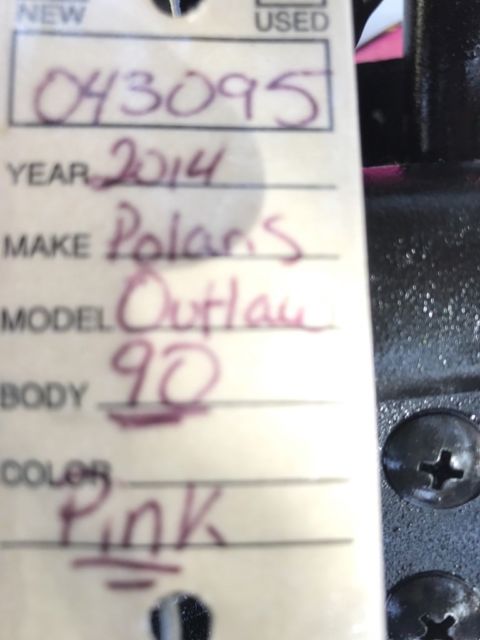 NEW USED
043095
YEAR 2014
MAKE Polaris
MODEL Outlaw
BODY 90
COLOR
Pink